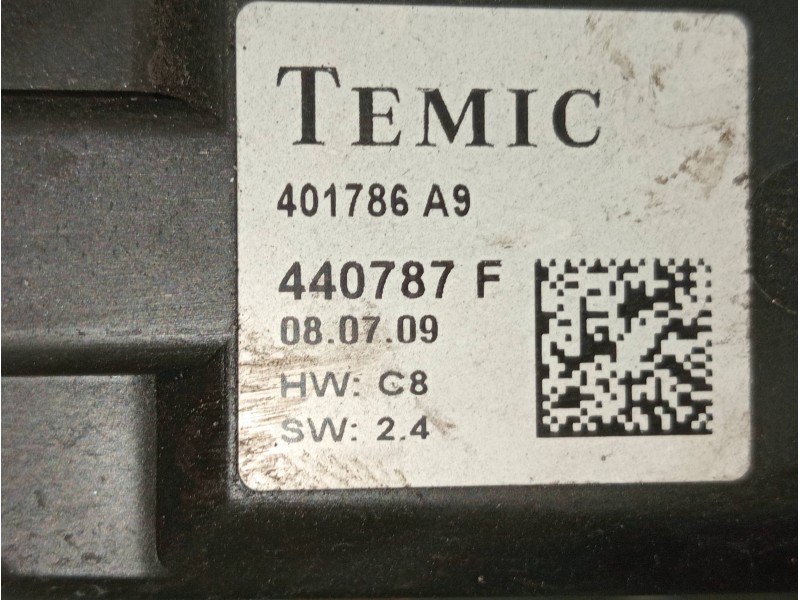 TEMIC
401786 A9
440787 F
08.07.09
HW: C8
SW: 2.4